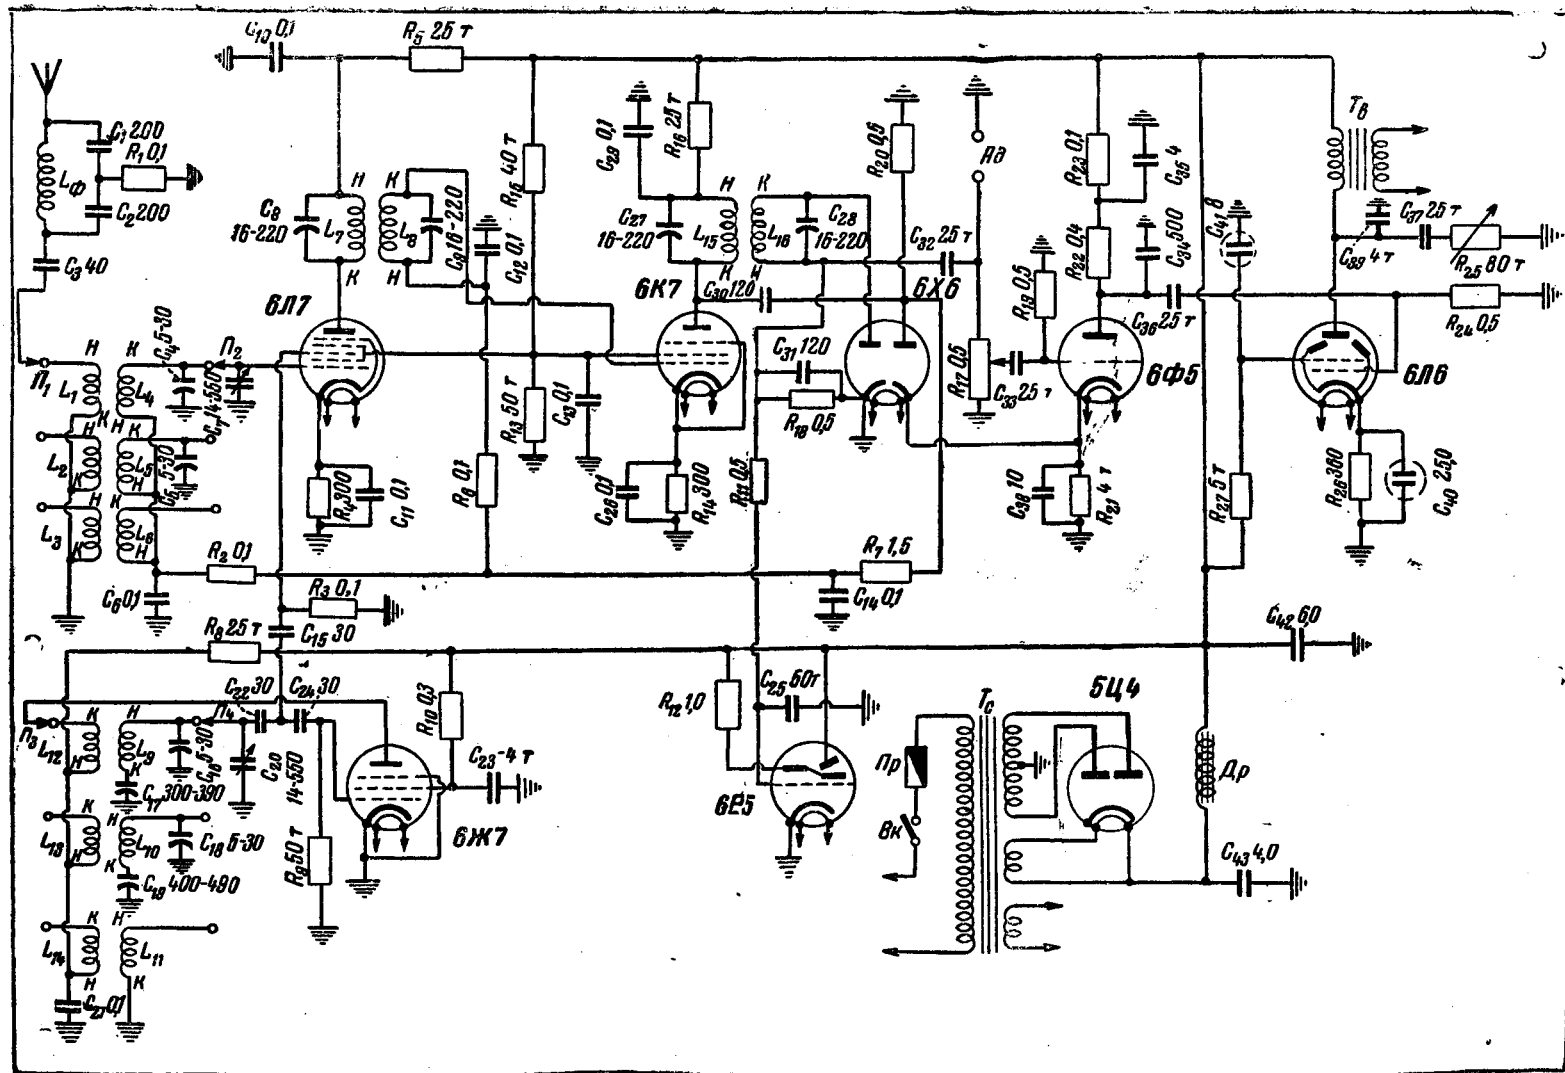 C₁₀ 0,1
R₅ 25 т
C₁ 200
R₁ 0,1
Lф
C₂ 200
C₃ 40
C₈
16-220
Н
L₇
К
К
L₈
Н
C₉ 16-220
C₁₂ 0,1
R₁₅ 40 т
C₂₉ 0,1
R₁₆ 25 т
C₂₇
16-220
Н
L₁₅
К
К
L₁₆
Н
C₂₈
16-220
R₂₀ 0,5
Ад
C₃₂ 25 т
R₂₃ 0,1
C₃₅ 4
R₂₂ 0,4
C₃₄ 500
C₄₁ 8
Tв
C₃₇ 25 т
C₃₉ 4 т
R₂₅ 80 т
6Л7
6К7
C₃₀ 120
6Х6
R₁₉ 0,5
C₃₆ 25 т
R₂₄ 0,5
П₁
Н
L₁
К
К
L₄
Н
C₄ 5-30
П₂
C₇ 14-550
Н
L₂
К
К
L₅
Н
C₅ 5-30
Н
L₃
К
К
L₆
Н
R₄ 300
C₁₁ 0,1
R₁₃ 50 т
C₁₃ 0,1
R₆ 0,1
C₂₆ 0,1
R₁₄ 300
C₃₁ 120
R₁₈ 0,5
R₁₁ 0,5
R₁₇ 0,5
C₃₃ 25 т
6Ф5
6Л6
C₃₈ 10
R₂₁ 4 т
R₂₇ 5 т
R₂₆ 300
C₄₀ 25,0
R₂ 0,1
R₇ 1,5
C₆ 0,1
R₃ 0,1
C₁₄ 0,1
C₁₅ 30
R₈ 25 т
C₄₂ 6,0
C₂₂ 30
C₂₄ 30
R₁₀ 0,3
R₁₂ 1,0
C₂₅ 60 т
Tс
5Ц4
П₃
К
L₁₂
Н
Н
L₉
К
C₁₆ 5-30
П₄
C₂₀
14-550
C₂₃ 4 т
C₁₇ 300-390
6Ж7
6Е5
Пр
Вк
Др
К
L₁₃
Н
Н
L₁₀
К
C₁₈ 5-30
R₉ 50 т
C₄₃ 4,0
C₁₉ 400-490
К
L₁₄
Н
Н
L₁₁
К
C₂₁ 0,1